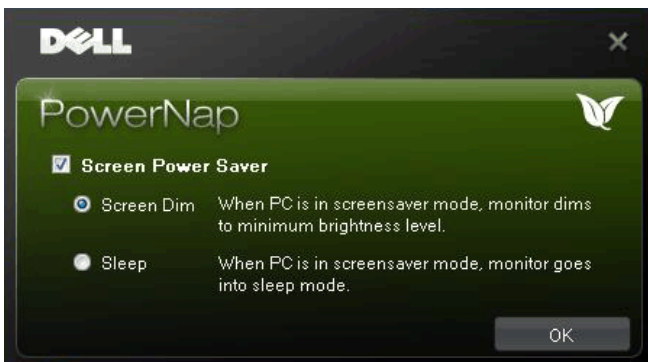 DELL
PowerNap
Screen Power Saver
Screen Dim When PC is in screensaver mode, monitor dims
to minimum brightness level.
Sleep When PC is in screensaver mode, monitor goes
into sleep mode.
OK